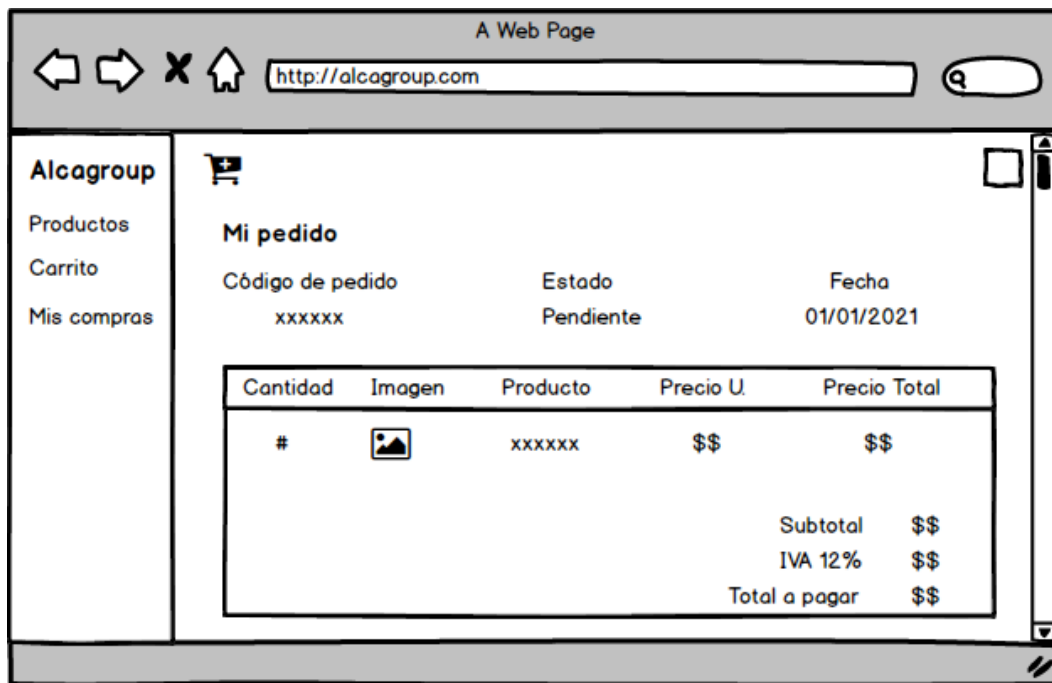 A Web Page
http://alcagroup.com
Alcagroup
Productos
Carrito
Mis compras
Mi pedido
Código de pedido Estado Fecha
xxxxxx Pendiente 01/01/2021
Cantidad Imagen Producto Precio U. Precio Total
# xxxxxx $$ $$
Subtotal $$
IVA 12% $$
Total a pagar $$